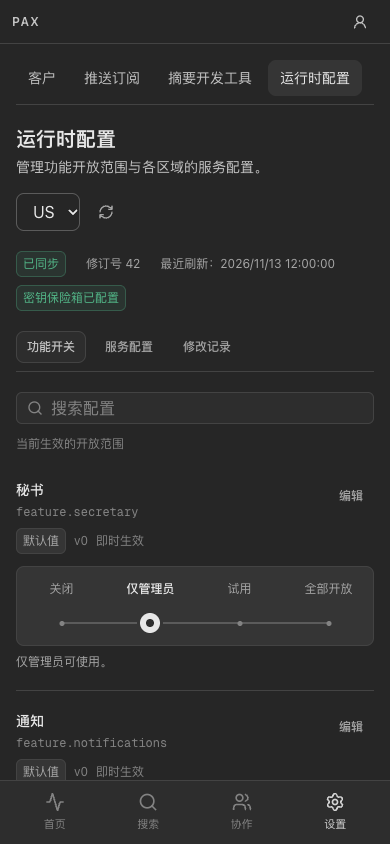 PAX
客户 推送订阅 摘要开发工具 运行时配置
运行时配置
管理功能开放范围与各区域的服务配置。
US
已同步 修订号 42 最近刷新：2026/11/13 12:00:00
密钥保险箱已配置
功能开关 服务配置 修改记录
搜索配置
当前生效的开放范围
秘书 编辑
feature.secretary
默认值 v0 即时生效
关闭 仅管理员 试用 全部开放
仅管理员可使用。
通知 编辑
feature.notifications
默认值 v0 即时生效
首页 搜索 协作 设置